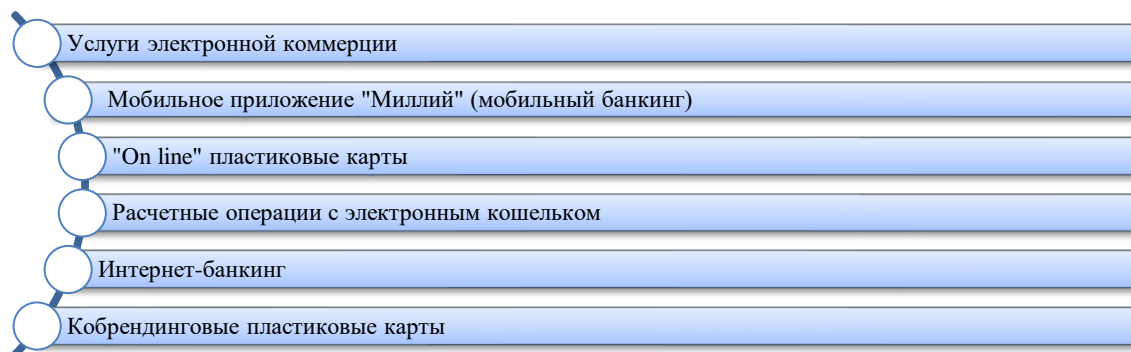 Услуги электронной коммерции
Мобильное приложение "Миллий" (мобильный банкинг)
"On line" пластиковые карты
Расчетные операции с электронным кошельком
Интернет-банкинг
Кобрендинговые пластиковые карты